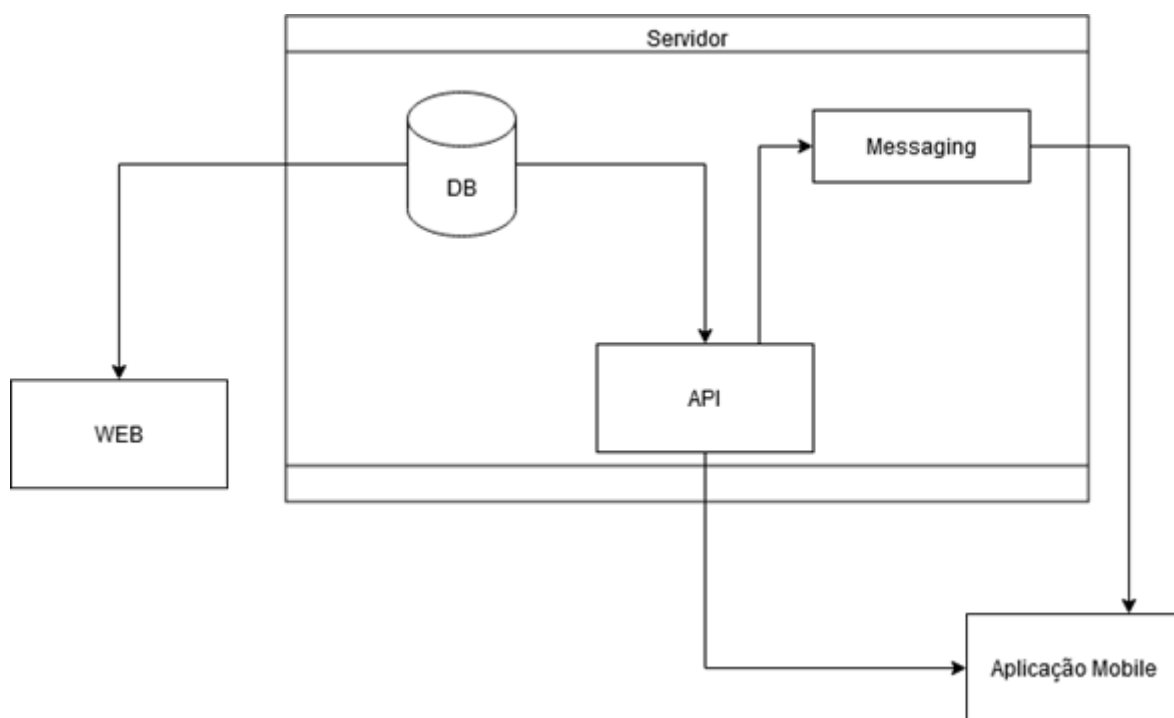 Servidor
DB
Messaging
API
WEB
Aplicação Mobile